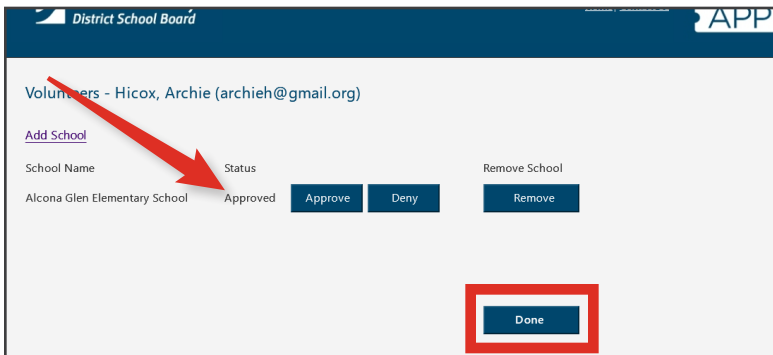 District School Board
APP
Volunteers - Hicox, Archie (archieh@gmail.org)
Add School
School Name Status Remove School
Alcona Glen Elementary School Approved Approve Deny Remove
Done